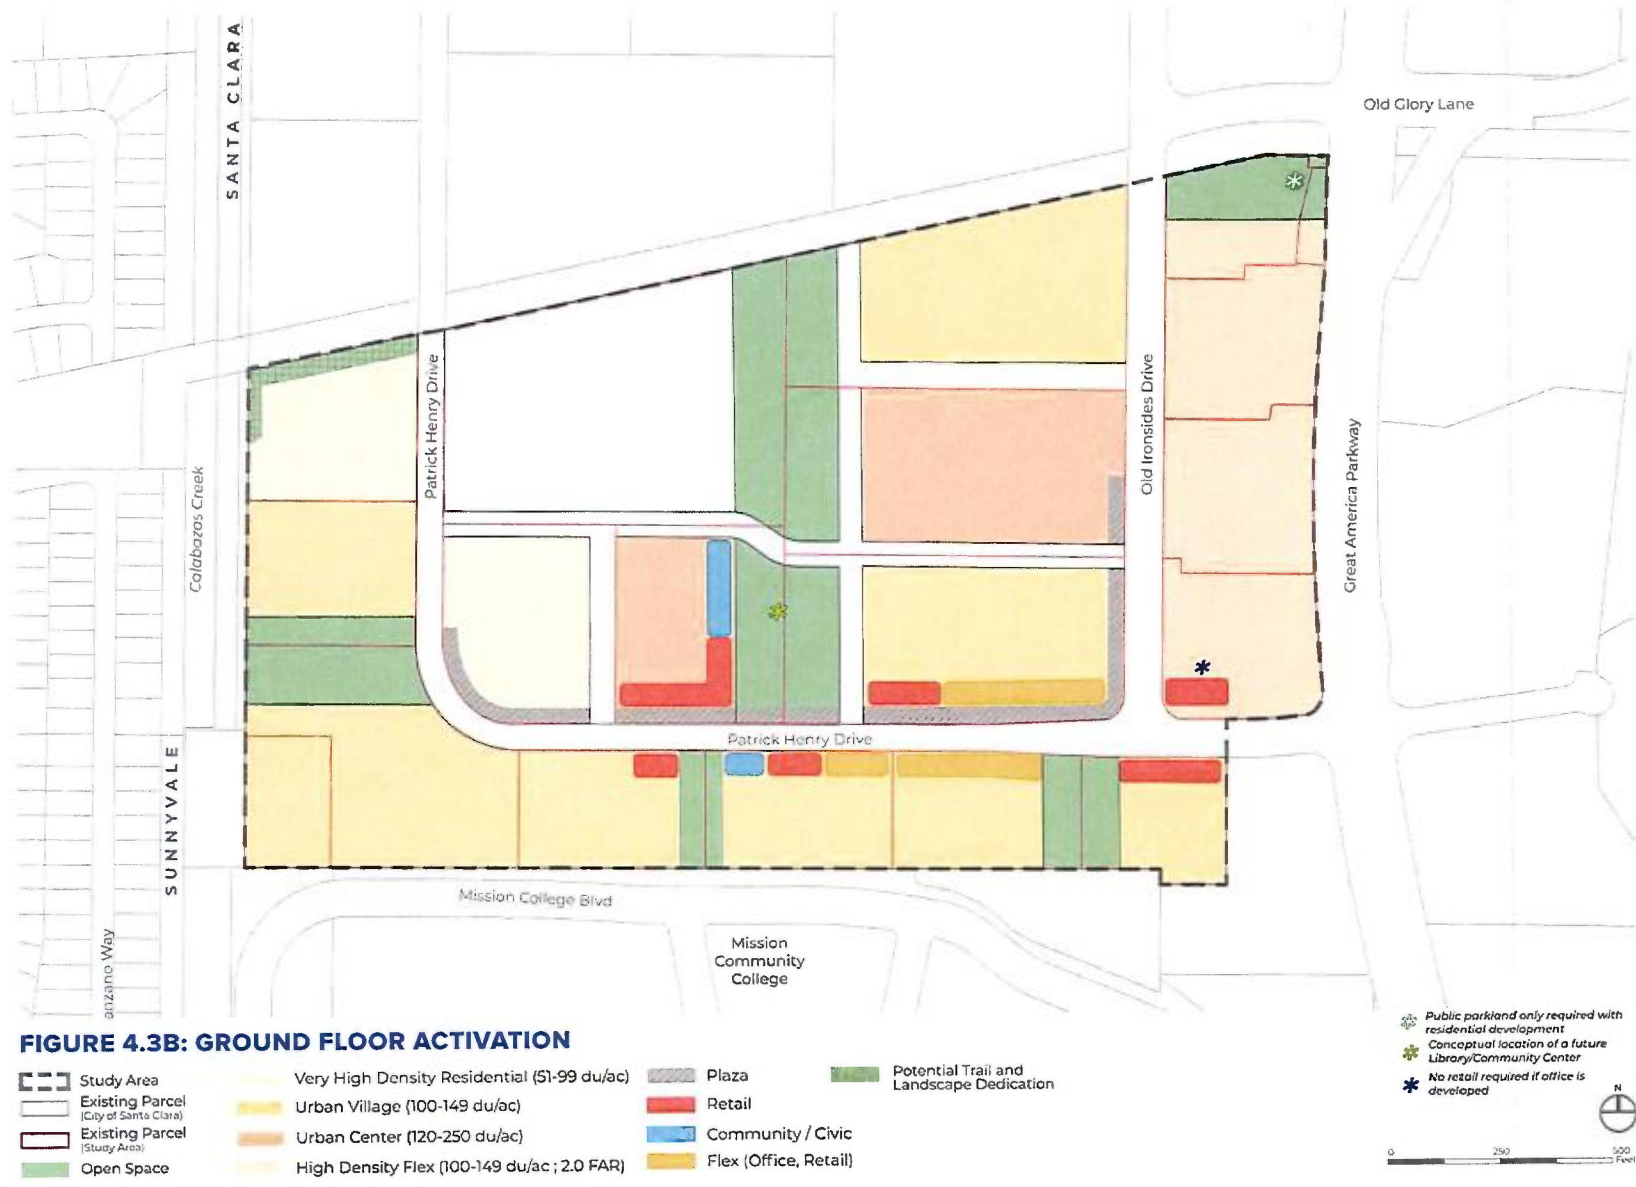 SANTA CLARA
Old Glory Lane
Patrick Henry Drive
Old Ironsides Drive
Great America Parkway
Calabazas Creek
Patrick Henry Drive
SUNNYVALE
Mission College Blvd
anzano Way
Mission
Community
College
FIGURE 4.3B: GROUND FLOOR ACTIVATION
Study Area
Existing Parcel
(City of Santa Clara)
Existing Parcel
(Study Area)
Open Space
Very High Density Residential (51-99 du/ac)
Urban Village (100-149 du/ac)
Urban Center (120-250 du/ac)
High Density Flex (100-149 du/ac ; 2.0 FAR)
Plaza
Retail
Community / Civic
Flex (Office, Retail)
Potential Trail and
Landscape Dedication
Public parkland only required with
residential development
Conceptual location of a future
Library/Community Center
No retail required if office is
developed
N
0 250 500
Feet